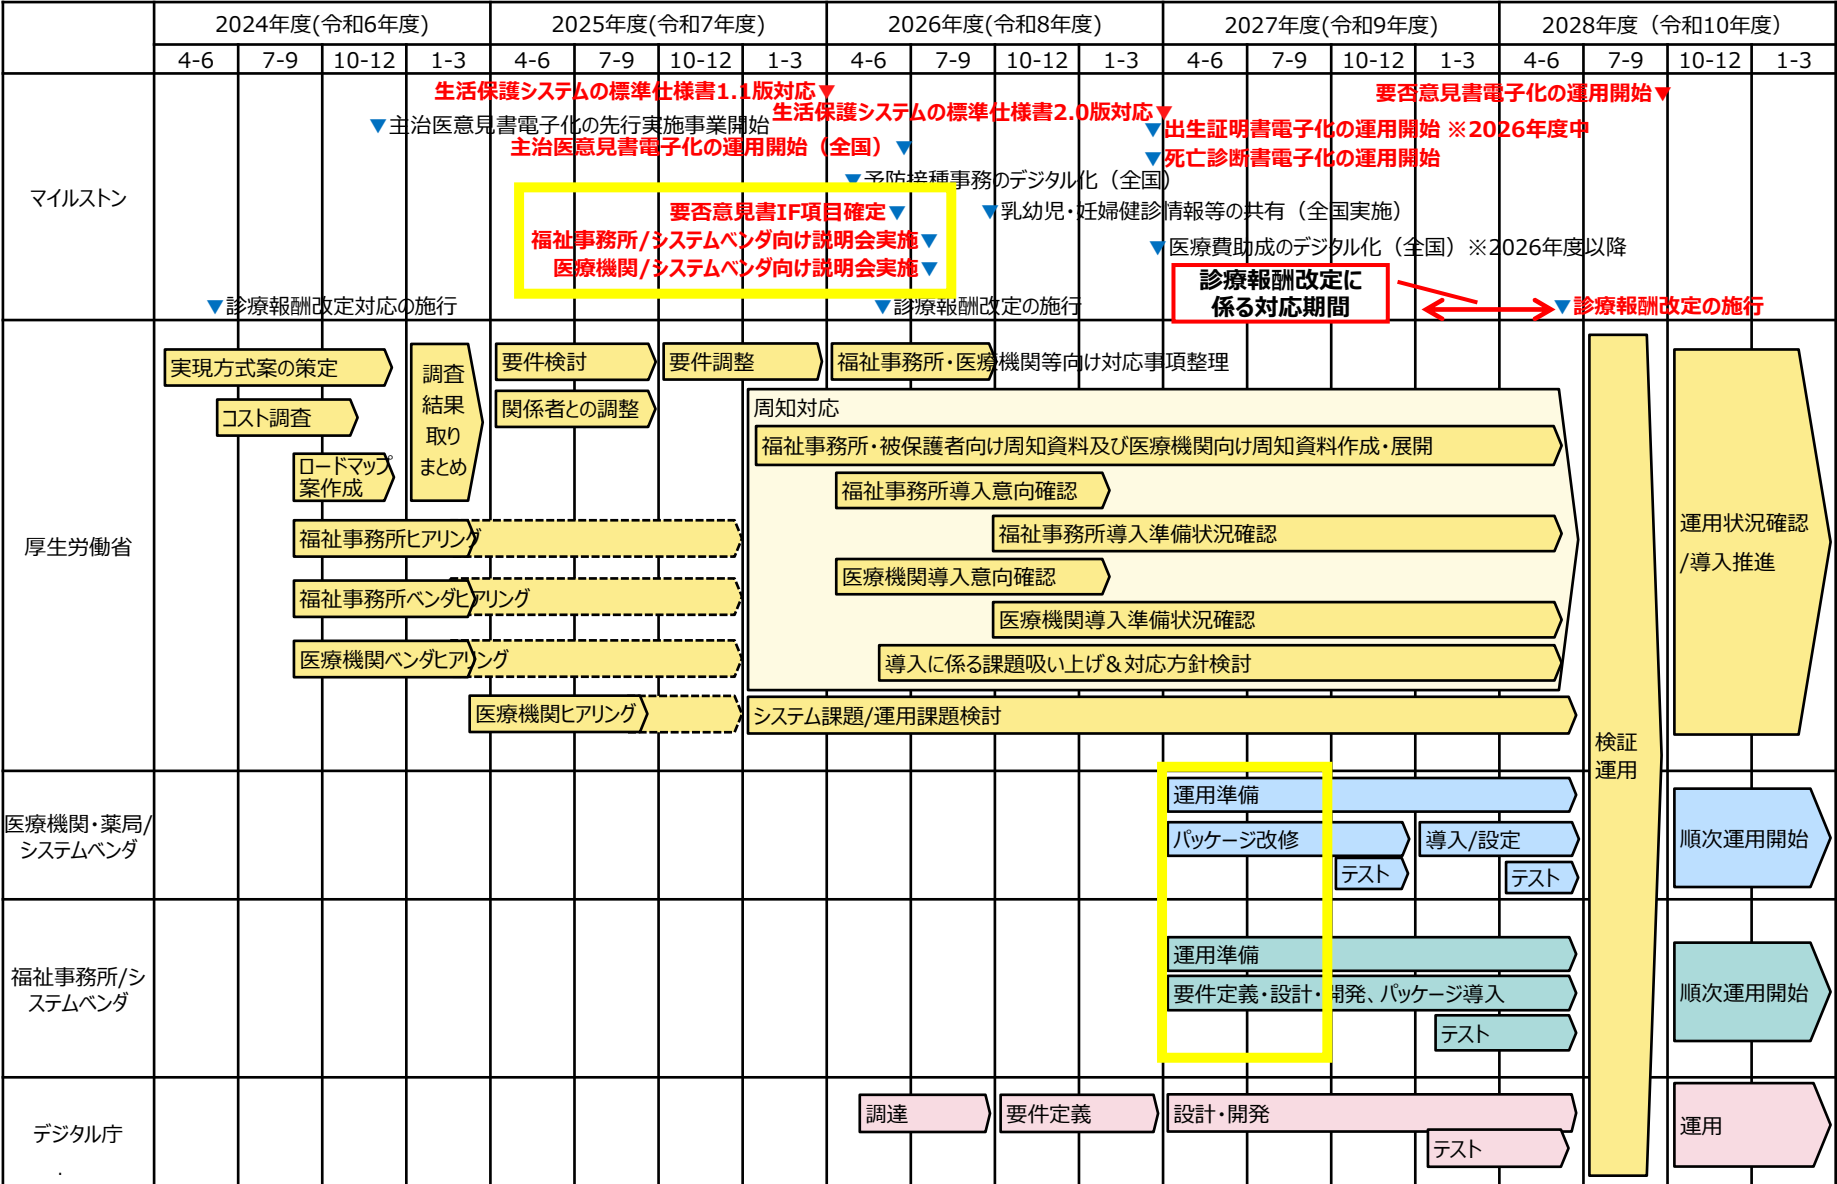 2024年度(令和6年度)
2025年度(令和7年度)
2026年度(令和8年度)
2027年度(令和9年度)
2028年度（令和10年度）
4-6 7-9 10-12 1-3 4-6 7-9 10-12 1-3 4-6 7-9 10-12 1-3 4-6 7-9 10-12 1-3 4-6 7-9 10-12 1-3
マイルストン
生活保護システムの標準仕様書1.1版対応▼
生活保護システムの標準仕様書2.0版対応▼
要否意見書電子化の運用開始▼
▼主治医意見書電子化の先行実施事業開始
▼出生証明書電子化の運用開始 ※2026年度中
主治医意見書電子化の運用開始（全国）▼
▼死亡診断書電子化の運用開始
▼予防接種事務のデジタル化（全国）
要否意見書IF項目確定▼
▼乳幼児・妊婦健診情報等の共有（全国実施）
福祉事務所/システムベンダ向け説明会実施▼
▼医療費助成のデジタル化（全国）※2026年度以降
医療機関/システムベンダ向け説明会実施▼
診療報酬改定に
係る対応期間
▼診療報酬改定対応の施行
▼診療報酬改定の施行
▼診療報酬改定の施行
厚生労働省
実現方式案の策定
コスト調査
ロードマップ
案作成
調査
結果
取り
まとめ
要件検討
要件調整
関係者との調整
福祉事務所・医療機関等向け対応事項整理
周知対応
福祉事務所・被保護者向け周知資料及び医療機関向け周知資料作成・展開
福祉事務所導入意向確認
福祉事務所ヒアリング
福祉事務所導入準備状況確認
医療機関導入意向確認
福祉事務所ベンダヒアリング
医療機関導入準備状況確認
医療機関ベンダヒアリング
導入に係る課題吸い上げ＆対応方針検討
医療機関ヒアリング
システム課題/運用課題検討
検証
運用
運用状況確認
/導入推進
医療機関・薬局/
システムベンダ
運用準備
パッケージ改修
導入/設定
テスト
テスト
順次運用開始
福祉事務所/シ
ステムベンダ
運用準備
要件定義・設計・開発、パッケージ導入
テスト
順次運用開始
デジタル庁
.
調達
要件定義
設計・開発
テスト
運用